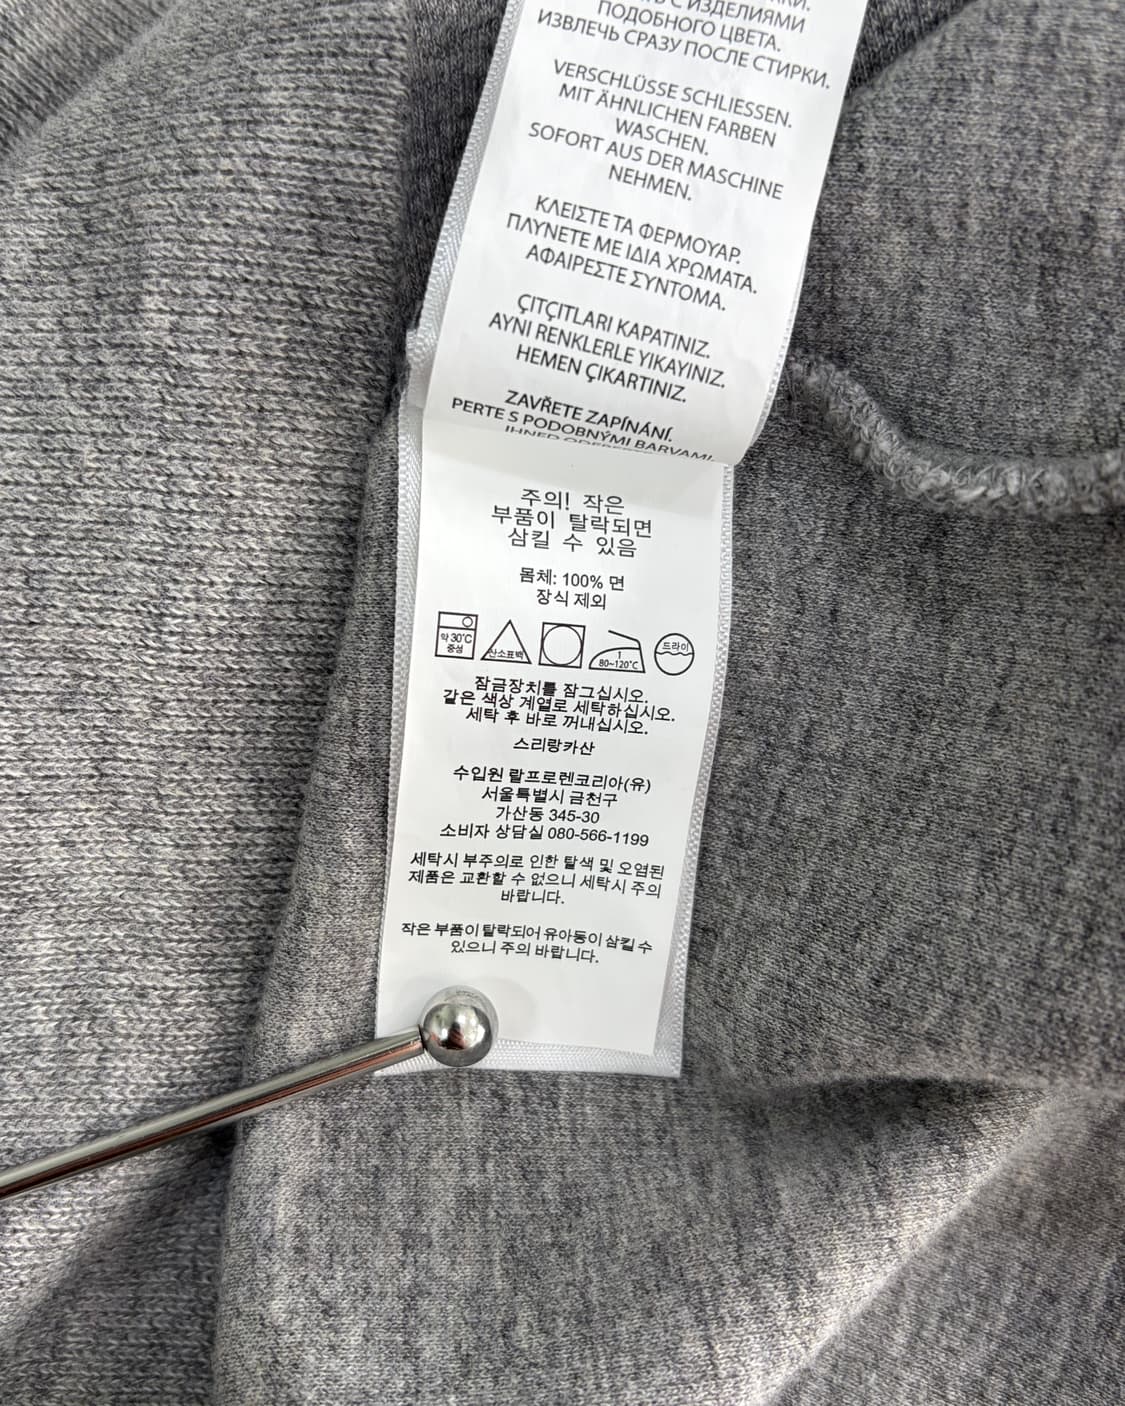 С ИЗДЕЛИЯМИ
ПОДОБНОГО ЦВЕТА.
ИЗВЛЕЧЬ СРАЗУ ПОСЛЕ СТИРКИ.
VERSCHLÜSSE SCHLIESSEN.
MIT ÄHNLICHEN FARBEN
WASCHEN.
SOFORT AUS DER MASCHINE
NEHMEN.
ΚΛΕΙΣΤΕ ΤΑ ΦΕΡΜΟΥΑΡ.
ΠΛΥΝΕΤΕ ΜΕ ΙΔΙΑ ΧΡΩΜΑΤΑ.
ΑΦΑΙΡΕΣΤΕ ΣΥΝΤΟΜΑ.
ÇITÇITLARI KAPATINIZ.
AYNI RENKLERLE YIKAYINIZ.
HEMEN ÇIKARTINIZ.
ZAVŘETE ZAPÍNÁNÍ.
PERTE S PODOBNÝMI BARVAMI.
IHNED
주의! 작은
부품이 탈락되면
삼킬 수 있음
몸체: 100% 면
장식 제외
약 30°C
중성
산소표백
1
80~120°C
드라이
잠금장치를 잠그십시오.
같은 색상 계열로 세탁하십시오.
세탁 후 바로 꺼내십시오.
스리랑카산
수입원 랄프로렌코리아(유)
서울특별시 금천구
가산동 345-30
소비자 상담실 080-566-1199
세탁시 부주의로 인한 탈색 및 오염된
제품은 교환할 수 없으니 세탁시 주의
바랍니다.
작은 부품이 탈락되어 유아동이 삼킬 수
있으니 주의 바랍니다.